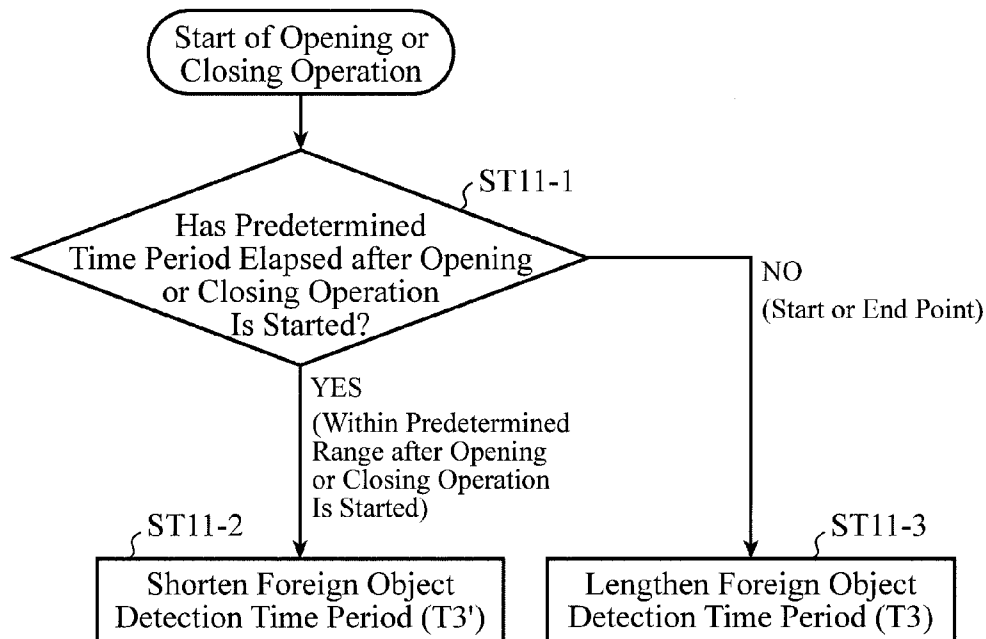 Start of Opening or
Closing Operation
ST11-1
Has Predetermined
Time Period Elapsed after Opening
or Closing Operation
Is Started?
NO
(Start or End Point)
YES
(Within Predetermined
Range after Opening
or Closing Operation
Is Started)
ST11-2
Shorten Foreign Object
Detection Time Period (T3')
ST11-3
Lengthen Foreign Object
Detection Time Period (T3)